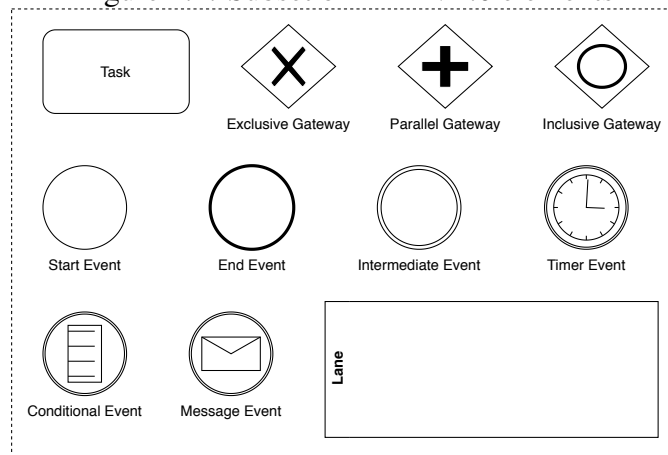 Task
Exclusive Gateway
Parallel Gateway
Inclusive Gateway
Start Event
End Event
Intermediate Event
Timer Event
Lane
Conditional Event
Message Event